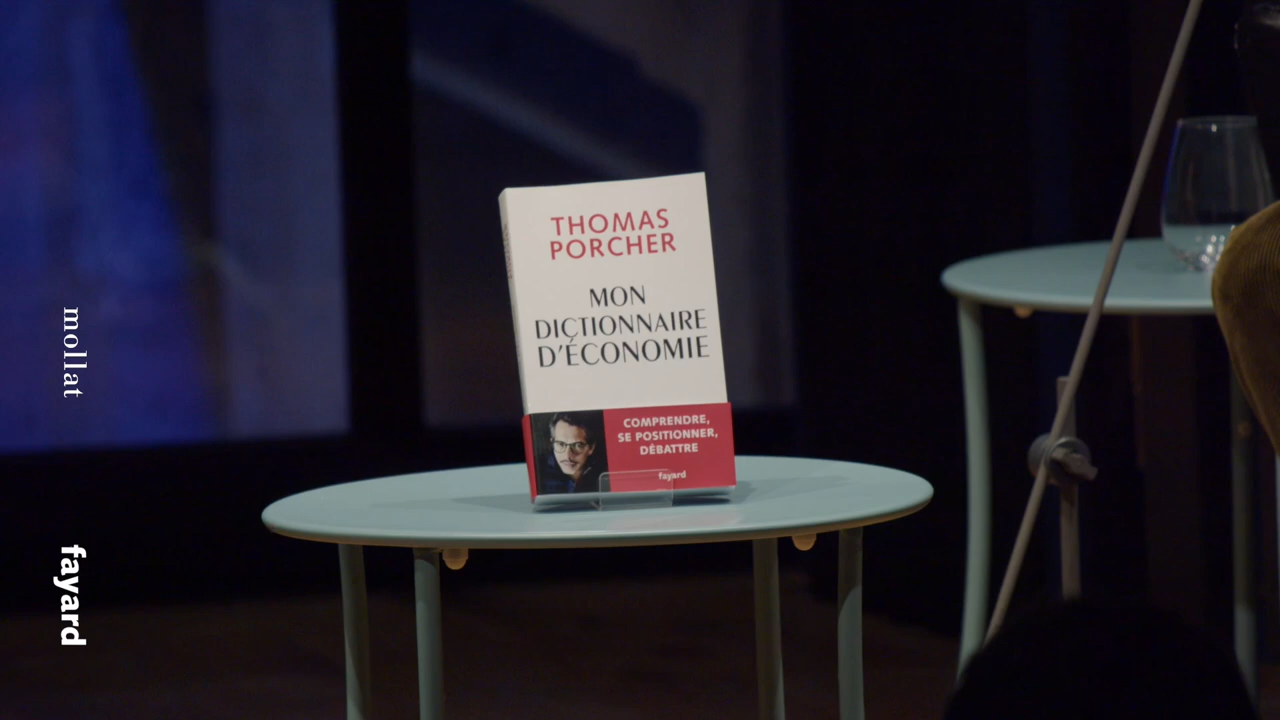 THOMAS
PORCHER
MON
DICTIONNAIRE
D'ÉCONOMIE
COMPRENDRE,
SE POSITIONNER,
DÉBATTRE
fayard
mollat
fayard